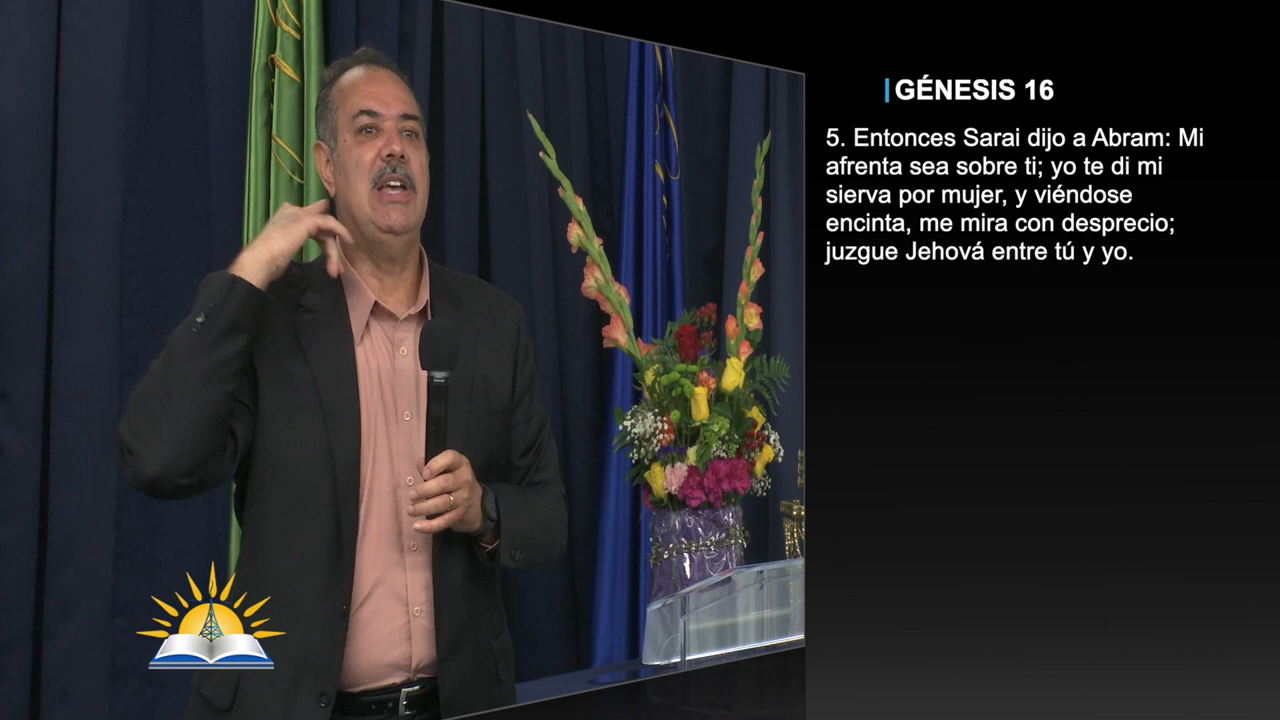 GÉNESIS 16
5. Entonces Sarai dijo a Abram: Mi
afrenta sea sobre ti; yo te di mi
sierva por mujer, y viéndose
encinta, me mira con desprecio;
juzgue Jehová entre tú y yo.